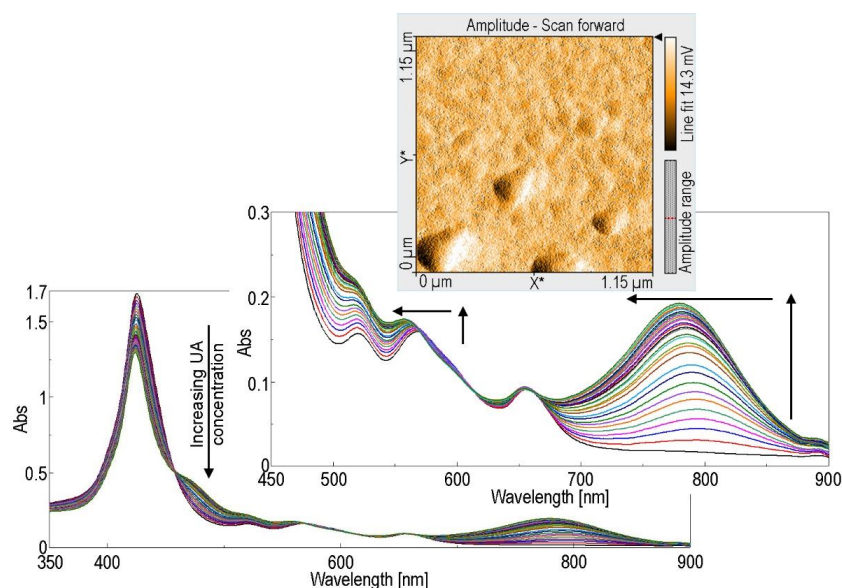 Amplitude - Scan forward
1.15 µm
Y*
0 µm
0 µm
X*
1.15 µm
Line fit 14.3 mV
Amplitude range
0.3
0.2
0.1
0
Abs
450
500
600
700
800
900
Wavelength [nm]
1.7
1.5
1
0.5
0
Abs
Increasing UA
concentration
350
400
600
800
900
Wavelength [nm]